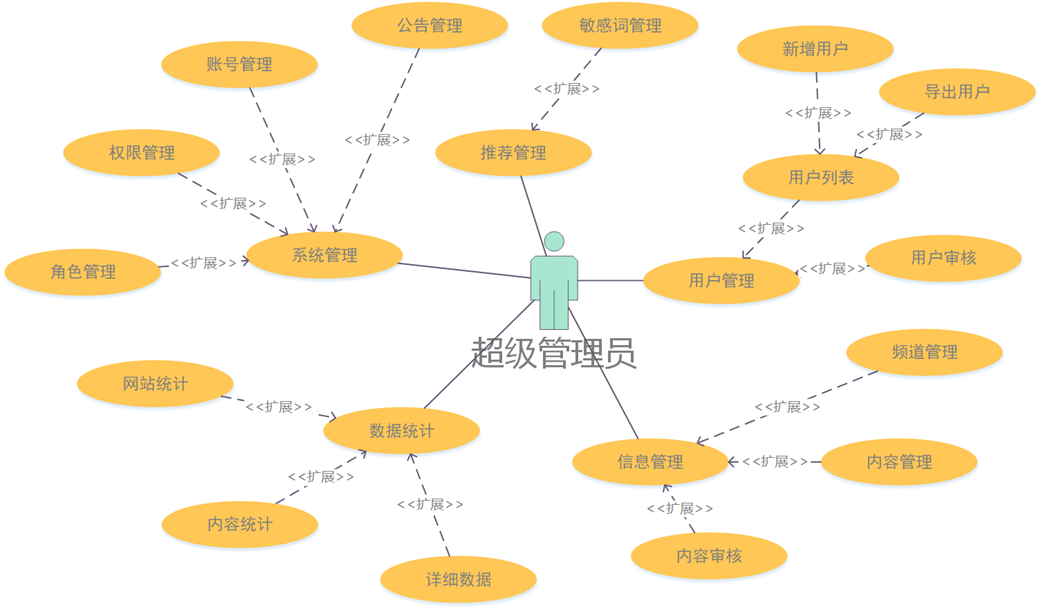 公告管理
敏感词管理
新增用户
账号管理
导出用户
<<扩展>>
<<扩展>>
<<扩展>>
<<扩展>>
权限管理
推荐管理
<<扩展>>
用户列表
<<扩展>>
<<扩展>>
系统管理
用户审核
角色管理
<<扩展>>
<<扩展>>
用户管理
超级管理员
频道管理
网站统计
<<扩展>>
<<扩展>>
数据统计
信息管理
<<扩展>>
内容管理
<<扩展>>
<<扩展>>
<<扩展>>
内容统计
内容审核
详细数据